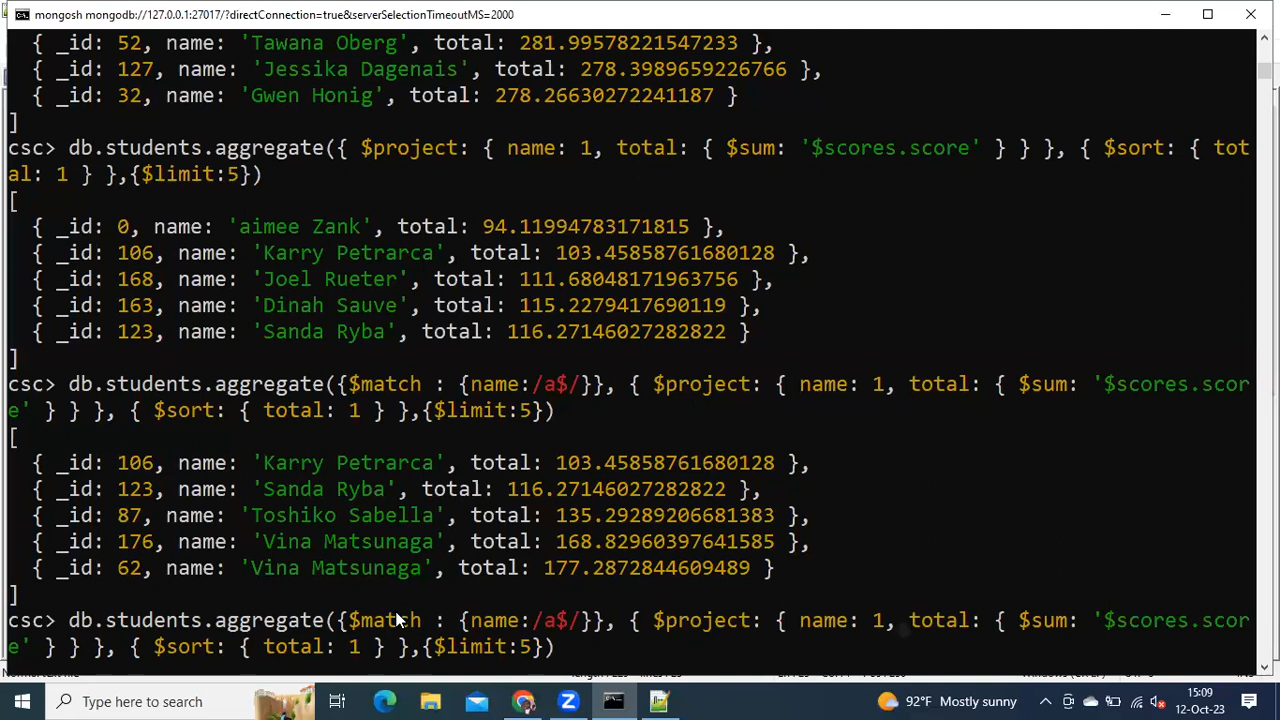 mongosh mongodb://127.0.0.1:27017/?directConnection=true&serverSelectionTimeoutMS=2000
{ _id: 52, name: 'Tawana Oberg', total: 281.99578221547233 },
{ _id: 127, name: 'Jessika Dagenais', total: 278.3989659226766 },
{ _id: 32, name: 'Gwen Honig', total: 278.26630272241187 }
]
csc> db.students.aggregate({ $project: { name: 1, total: { $sum: '$scores.score' } } }, { $sort: { tot
al: 1 } },{$limit:5})
[
{ _id: 0, name: 'aimee Zank', total: 94.11994783171815 },
{ _id: 106, name: 'Karry Petrarca', total: 103.45858761680128 },
{ _id: 168, name: 'Joel Rueter', total: 111.68048171963756 },
{ _id: 163, name: 'Dinah Sauve', total: 115.2279417690119 },
{ _id: 123, name: 'Sanda Ryba', total: 116.27146027282822 }
]
csc> db.students.aggregate({$match : {name:/a$/}}, { $project: { name: 1, total: { $sum: '$scores.scor
e' } } }, { $sort: { total: 1 } },{$limit:5})
[
{ _id: 106, name: 'Karry Petrarca', total: 103.45858761680128 },
{ _id: 123, name: 'Sanda Ryba', total: 116.27146027282822 },
{ _id: 87, name: 'Toshiko Sabella', total: 135.29289206681383 },
{ _id: 176, name: 'Vina Matsunaga', total: 168.82960397641585 },
{ _id: 62, name: 'Vina Matsunaga', total: 177.2872844609489 }
]
csc> db.students.aggregate({$match : {name:/a$/}}, { $project: { name: 1, total: { $sum: '$scores.scor
e' } } }, { $sort: { total: 1 } },{$limit:5})
Type here to search
92°F Mostly sunny
15:09
12-Oct-23